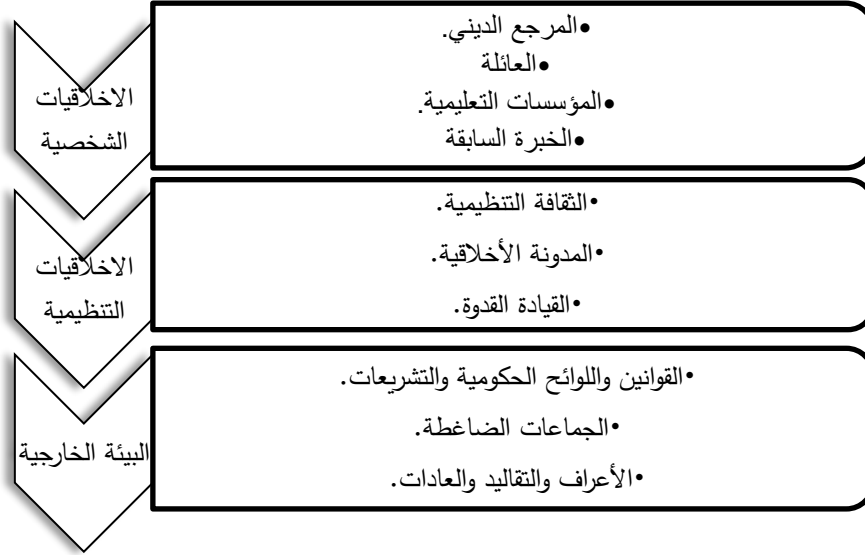 •المرجع الديني.
•العائلة
•المؤسسات التعليمية.
•الخبرة السابقة
الاخلاقيات
الشخصية
•الثقافة التنظيمية.
•المدونة الأخلاقية.
•القيادة القدوة.
الاخلاقيات
التنظيمية
•القوانين واللوائح الحكومية والتشريعات.
•الجماعات الضاغطة.
•الأعراف والتقاليد والعادات.
البيئة الخارجية